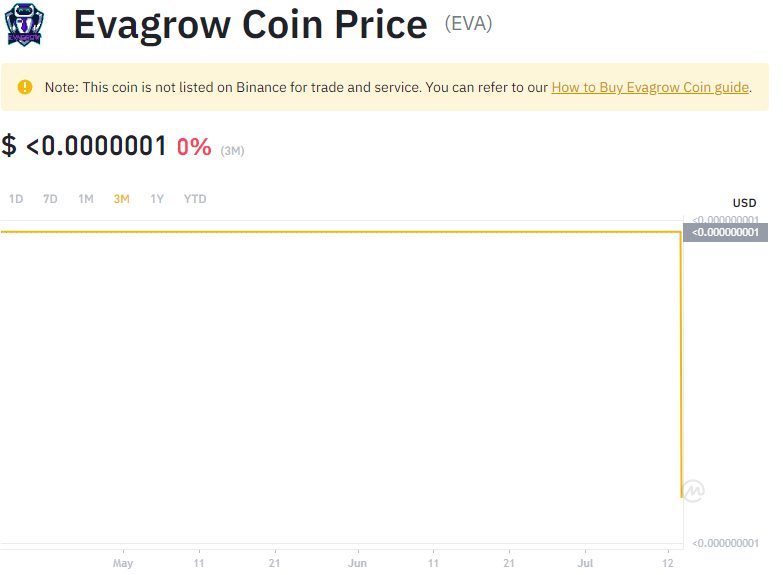 Evagrow Coin Price (EVA)
Note: This coin is not listed on Binance for trade and service. You can refer to our How to Buy Evagrow Coin guide.
$ <0.0000001 0% (3M)
1D 7D 1M 3M 1Y YTD
USD
<0.000000001
<0.000000001
<0.000000001
May 11 21 Jun 11 21 Jul 12
EVAGROW